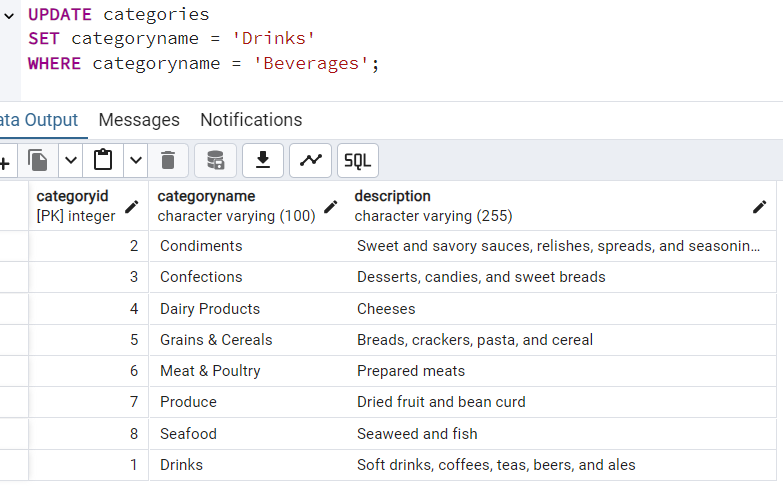 UPDATE categories
SET categoryname = 'Drinks'
WHERE categoryname = 'Beverages';
ata Output Messages Notifications
SQL
categoryid categoryname description
[PK] integer character varying (100) character varying (255)
2 Condiments Sweet and savory sauces, relishes, spreads, and seasonin...
3 Confections Desserts, candies, and sweet breads
4 Dairy Products Cheeses
5 Grains & Cereals Breads, crackers, pasta, and cereal
6 Meat & Poultry Prepared meats
7 Produce Dried fruit and bean curd
8 Seafood Seaweed and fish
1 Drinks Soft drinks, coffees, teas, beers, and ales